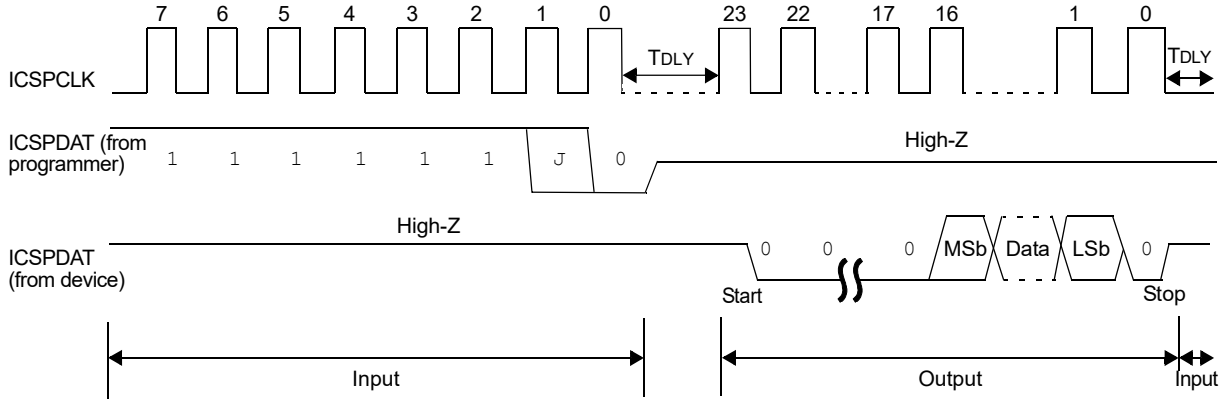 7 6 5 4 3 2 1 0 23 22 17 16 1 0
TDLY TDLY
ICSPCLK
ICSPDAT (from
programmer)
1 1 1 1 1 1 J 0
High-Z
High-Z
ICSPDAT
(from device)
0 0 0 MSb Data LSb 0
Start Stop
Input Output Input